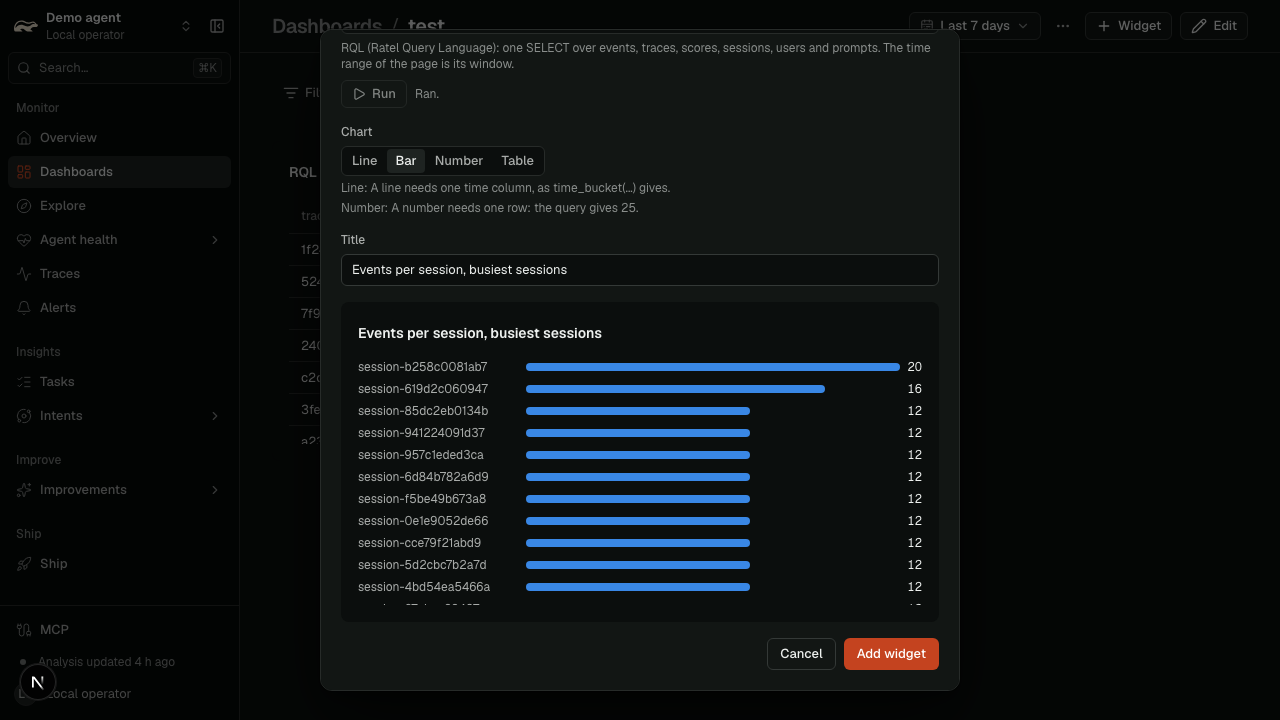 Demo agent
Local operator
Search...
⌘K
Monitor
Overview
Dashboards
Explore
Agent health
Traces
Alerts
Insights
Tasks
Intents
Improve
Improvements
Ship
Ship
MCP
Analysis updated 4 h ago
N
Local operator
Dashboards / test
Last 7 days
Widget
Edit
RQL
RQL (Ratel Query Language): one SELECT over events, traces, scores, sessions, users and prompts. The time
range of the page is its window.
Run
Ran.
Chart
Line
Bar
Number
Table
Line: A line needs one time column, as time_bucket(…) gives.
Number: A number needs one row: the query gives 25.
Title
Events per session, busiest sessions
Events per session, busiest sessions
session-b258c0081ab7 20
session-619d2c060947 16
session-85dc2eb0134b 12
session-941224091d37 12
session-957c1eded3ca 12
session-6d84b782a6d9 12
session-f5be49b673a8 12
session-0e1e9052de66 12
session-cce79f21abd9 12
session-5d2cbc7b2a7d 12
session-4bd54ea5466a 12
Cancel
Add widget